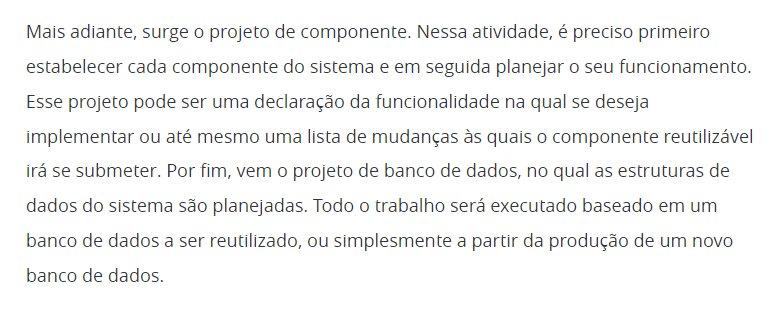 Mais adiante, surge o projeto de componente. Nessa atividade, é preciso primeiro
estabelecer cada componente do sistema e em seguida planejar o seu funcionamento.
Esse projeto pode ser uma declaração da funcionalidade na qual se deseja
implementar ou até mesmo uma lista de mudanças às quais o componente reutilizável
irá se submeter. Por fim, vem o projeto de banco de dados, no qual as estruturas de
dados do sistema são planejadas. Todo o trabalho será executado baseado em um
banco de dados a ser reutilizado, ou simplesmente a partir da produção de um novo
banco de dados.